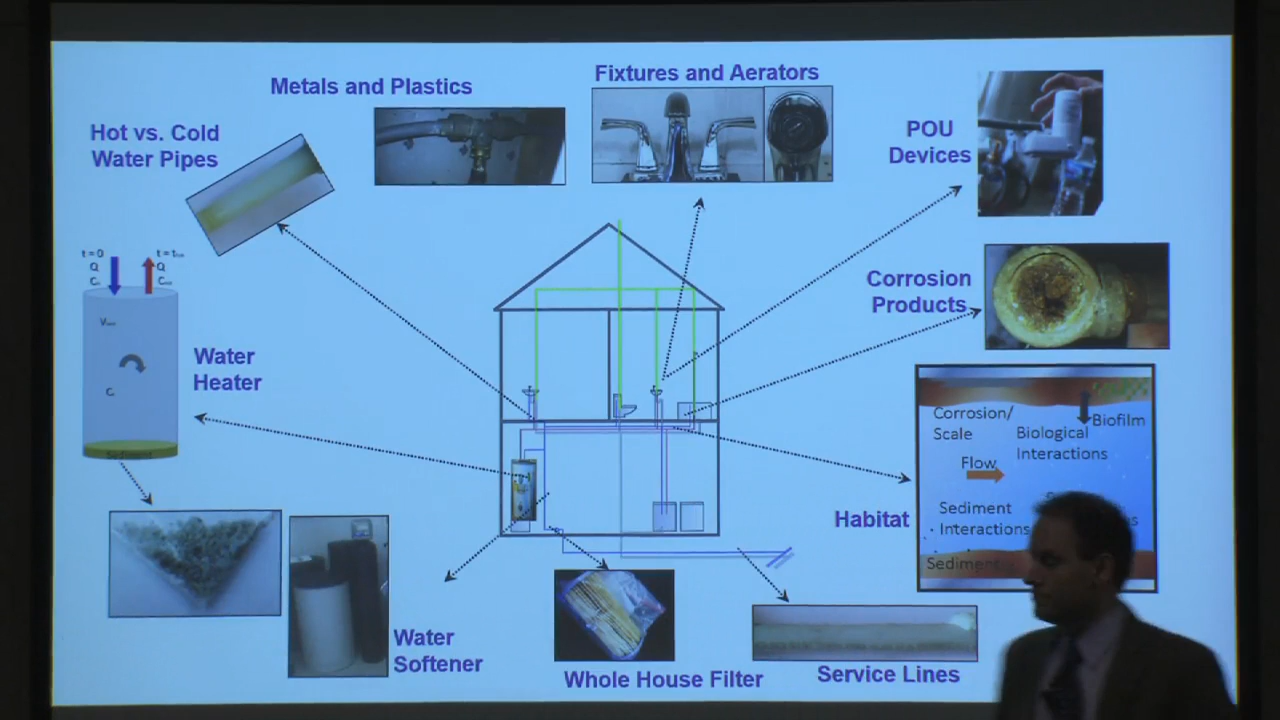 Metals and Plastics
Fixtures and Aerators
Hot vs. Cold
Water Pipes
POU
Devices
t = 0
Q
Q
Corrosion
Products
Water
Heater
Sediment
Corrosion/
Scale
Biofilm
Biological
Interactions
Flow
Habitat
Sediment
Interactions
Water
Softener
Whole House Filter
Service Lines